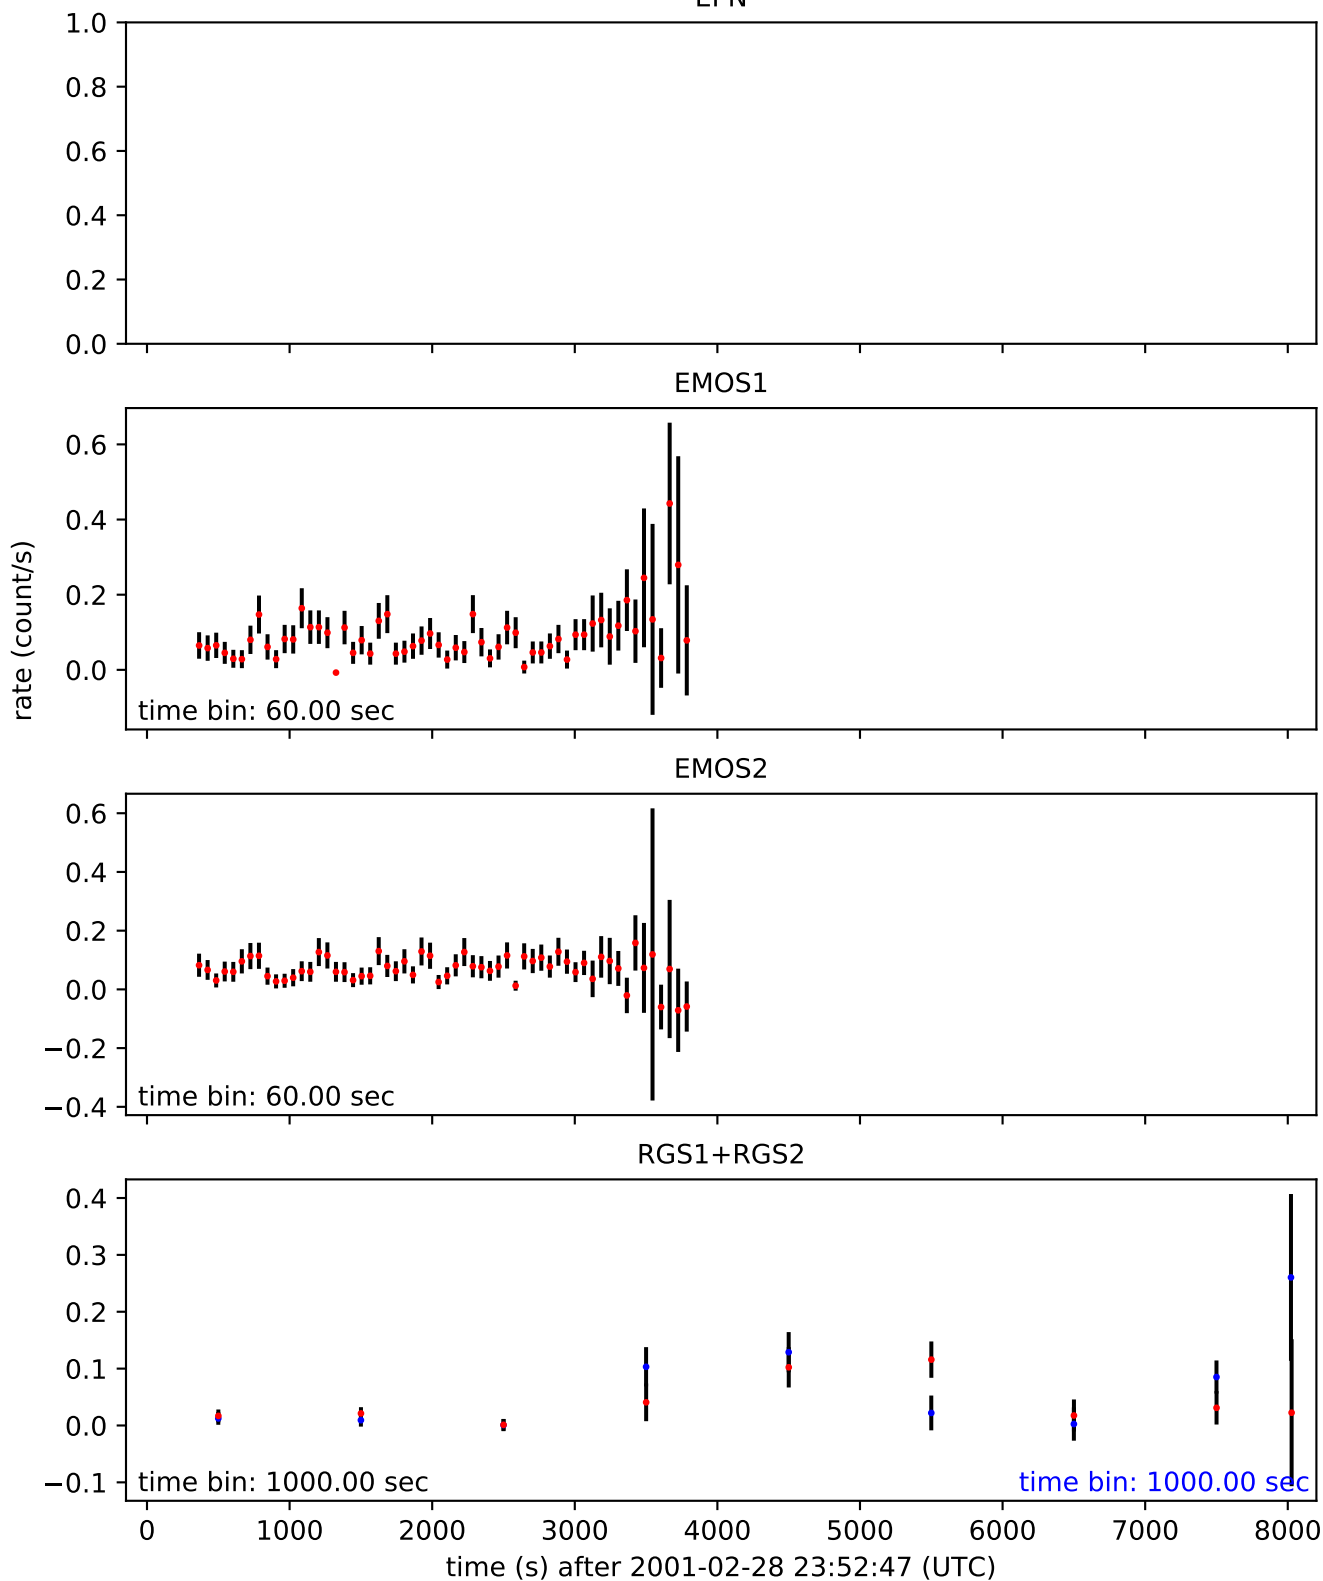 1.0
0.8
0.6
0.4
0.2
0.0
EMOS1
0.6
0.4
0.2
0.0
rate (count/s)
time bin: 60.00 sec
EMOS2
0.6
0.4
0.2
0.0
−0.2
−0.4
time bin: 60.00 sec
RGS1+RGS2
0.4
0.3
0.2
0.1
0.0
−0.1
time bin: 1000.00 sec
time bin: 1000.00 sec
0 1000 2000 3000 4000 5000 6000 7000 8000
time (s) after 2001-02-28 23:52:47 (UTC)